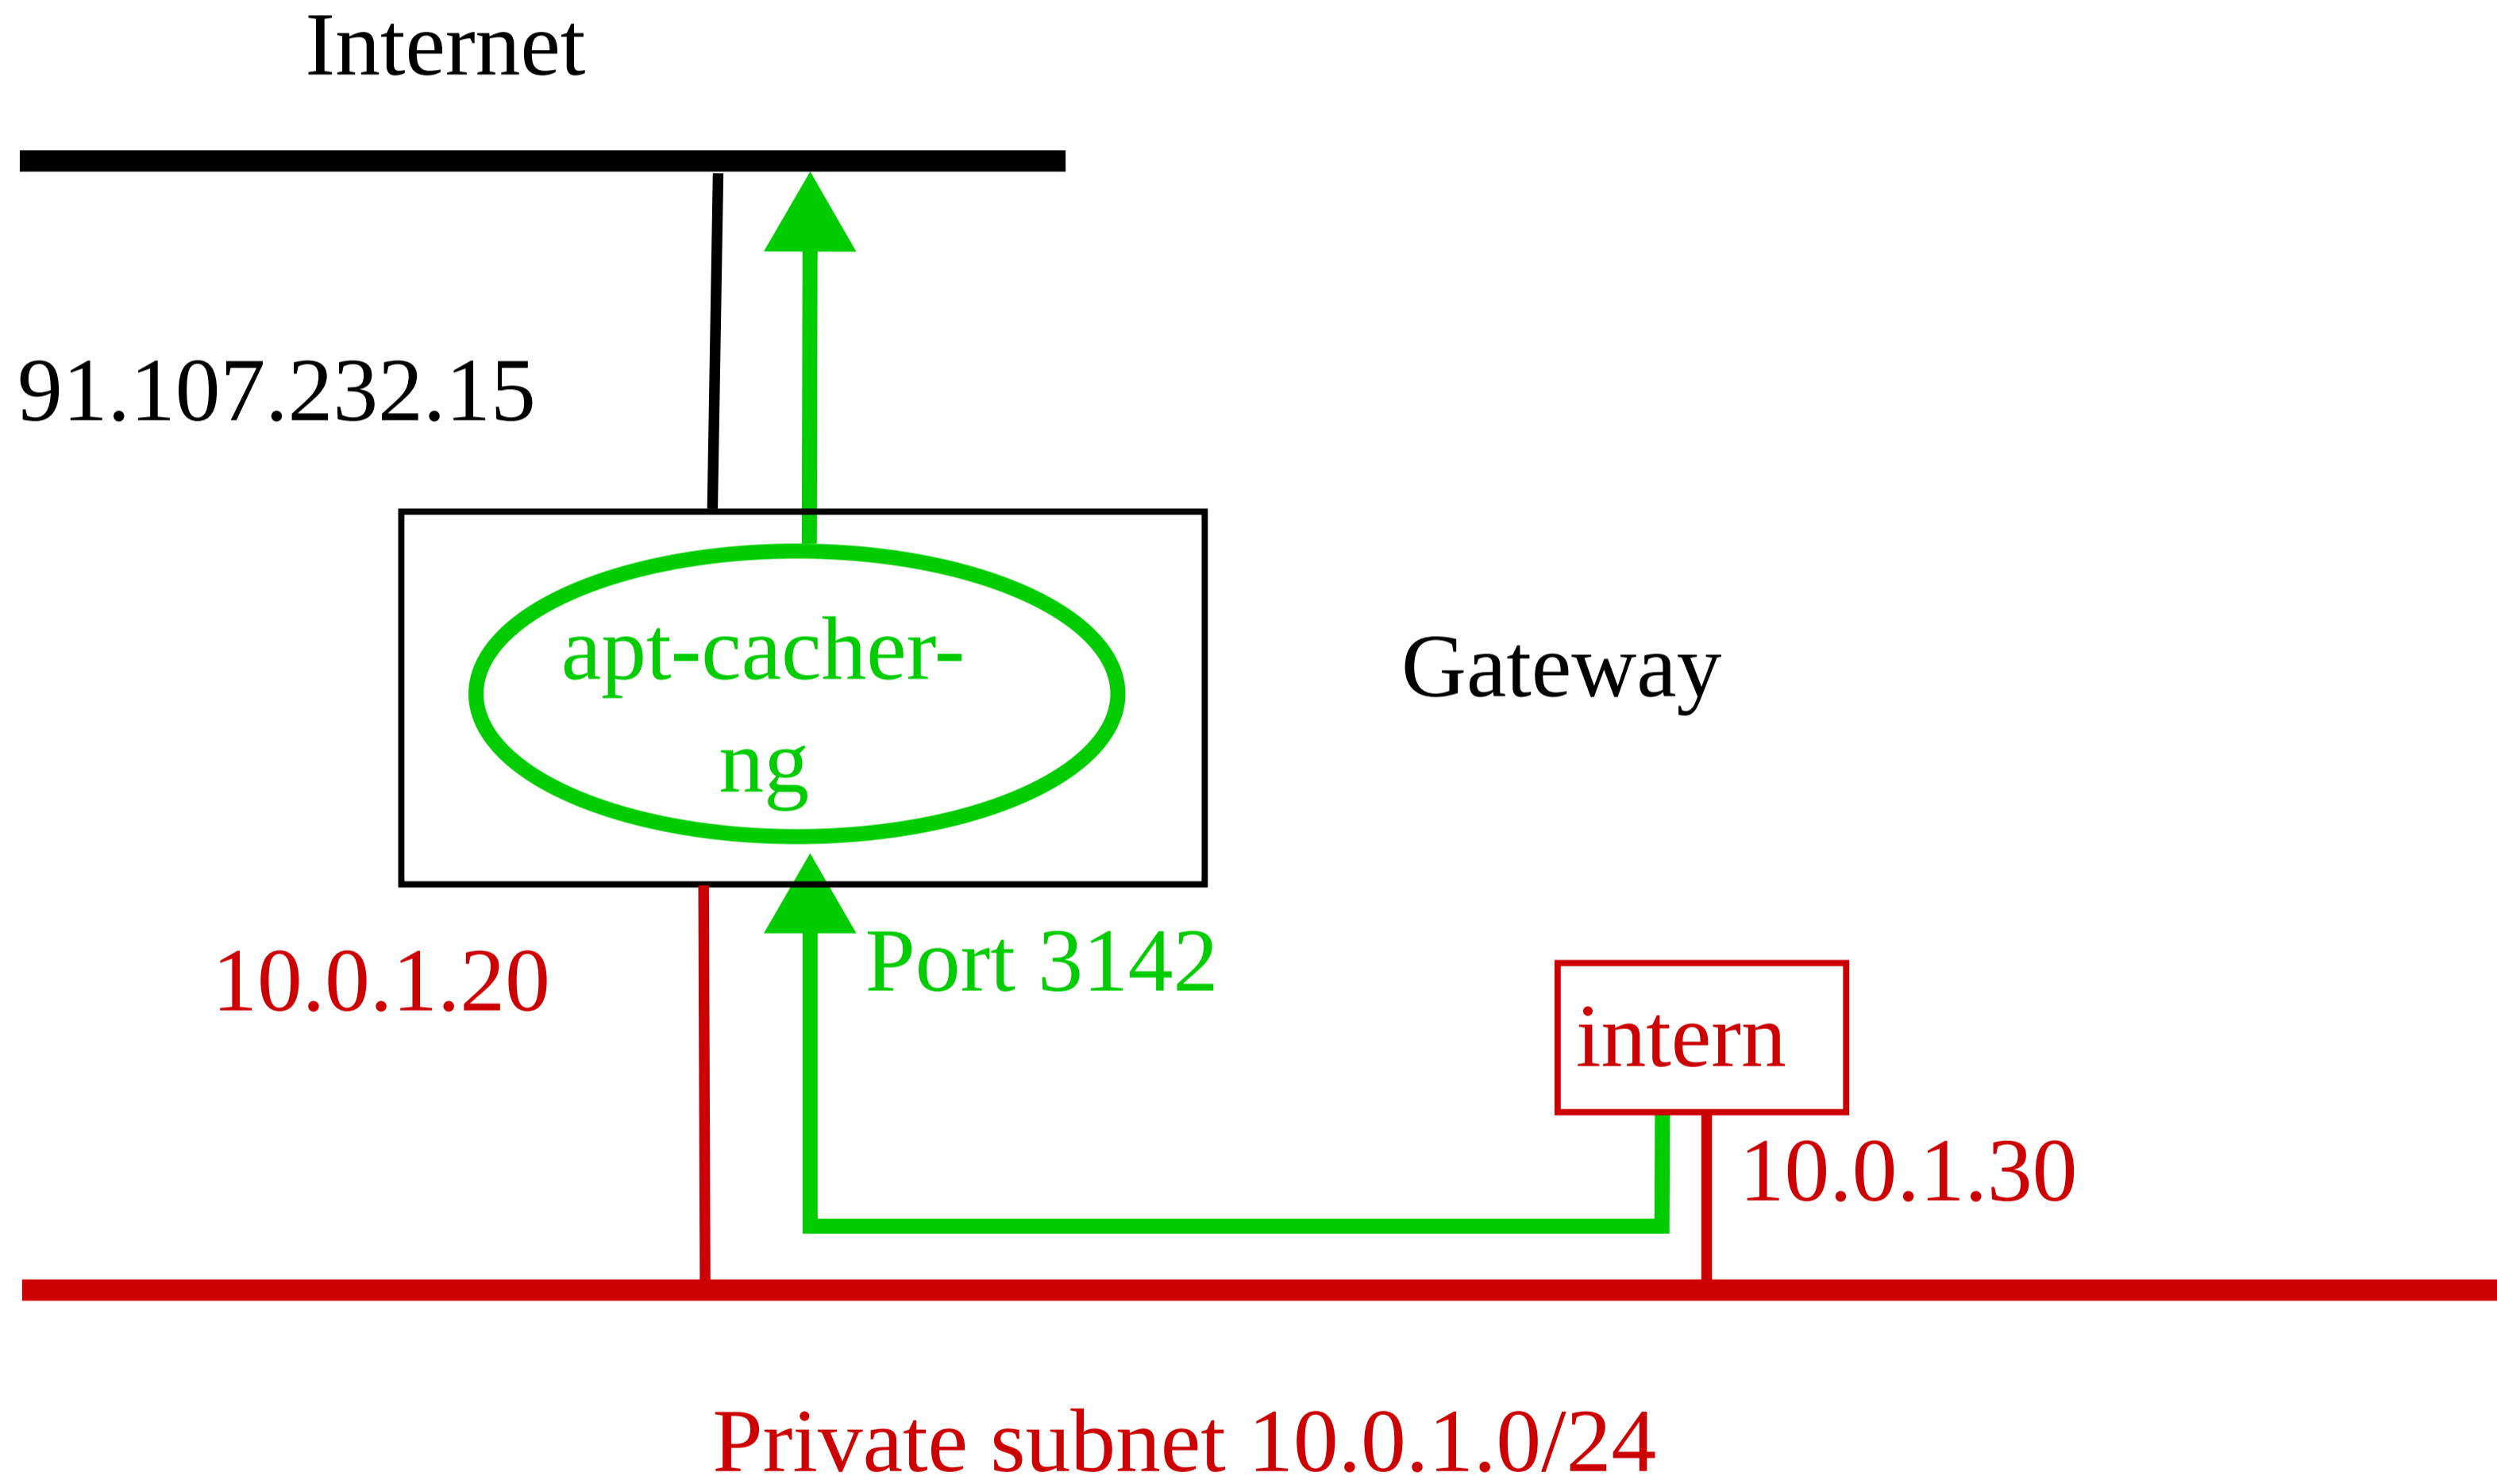 Internet
91.107.232.15
apt-cacher-
ng
Gateway
10.0.1.20
Port 3142
intern
10.0.1.30
Private subnet 10.0.1.0/24